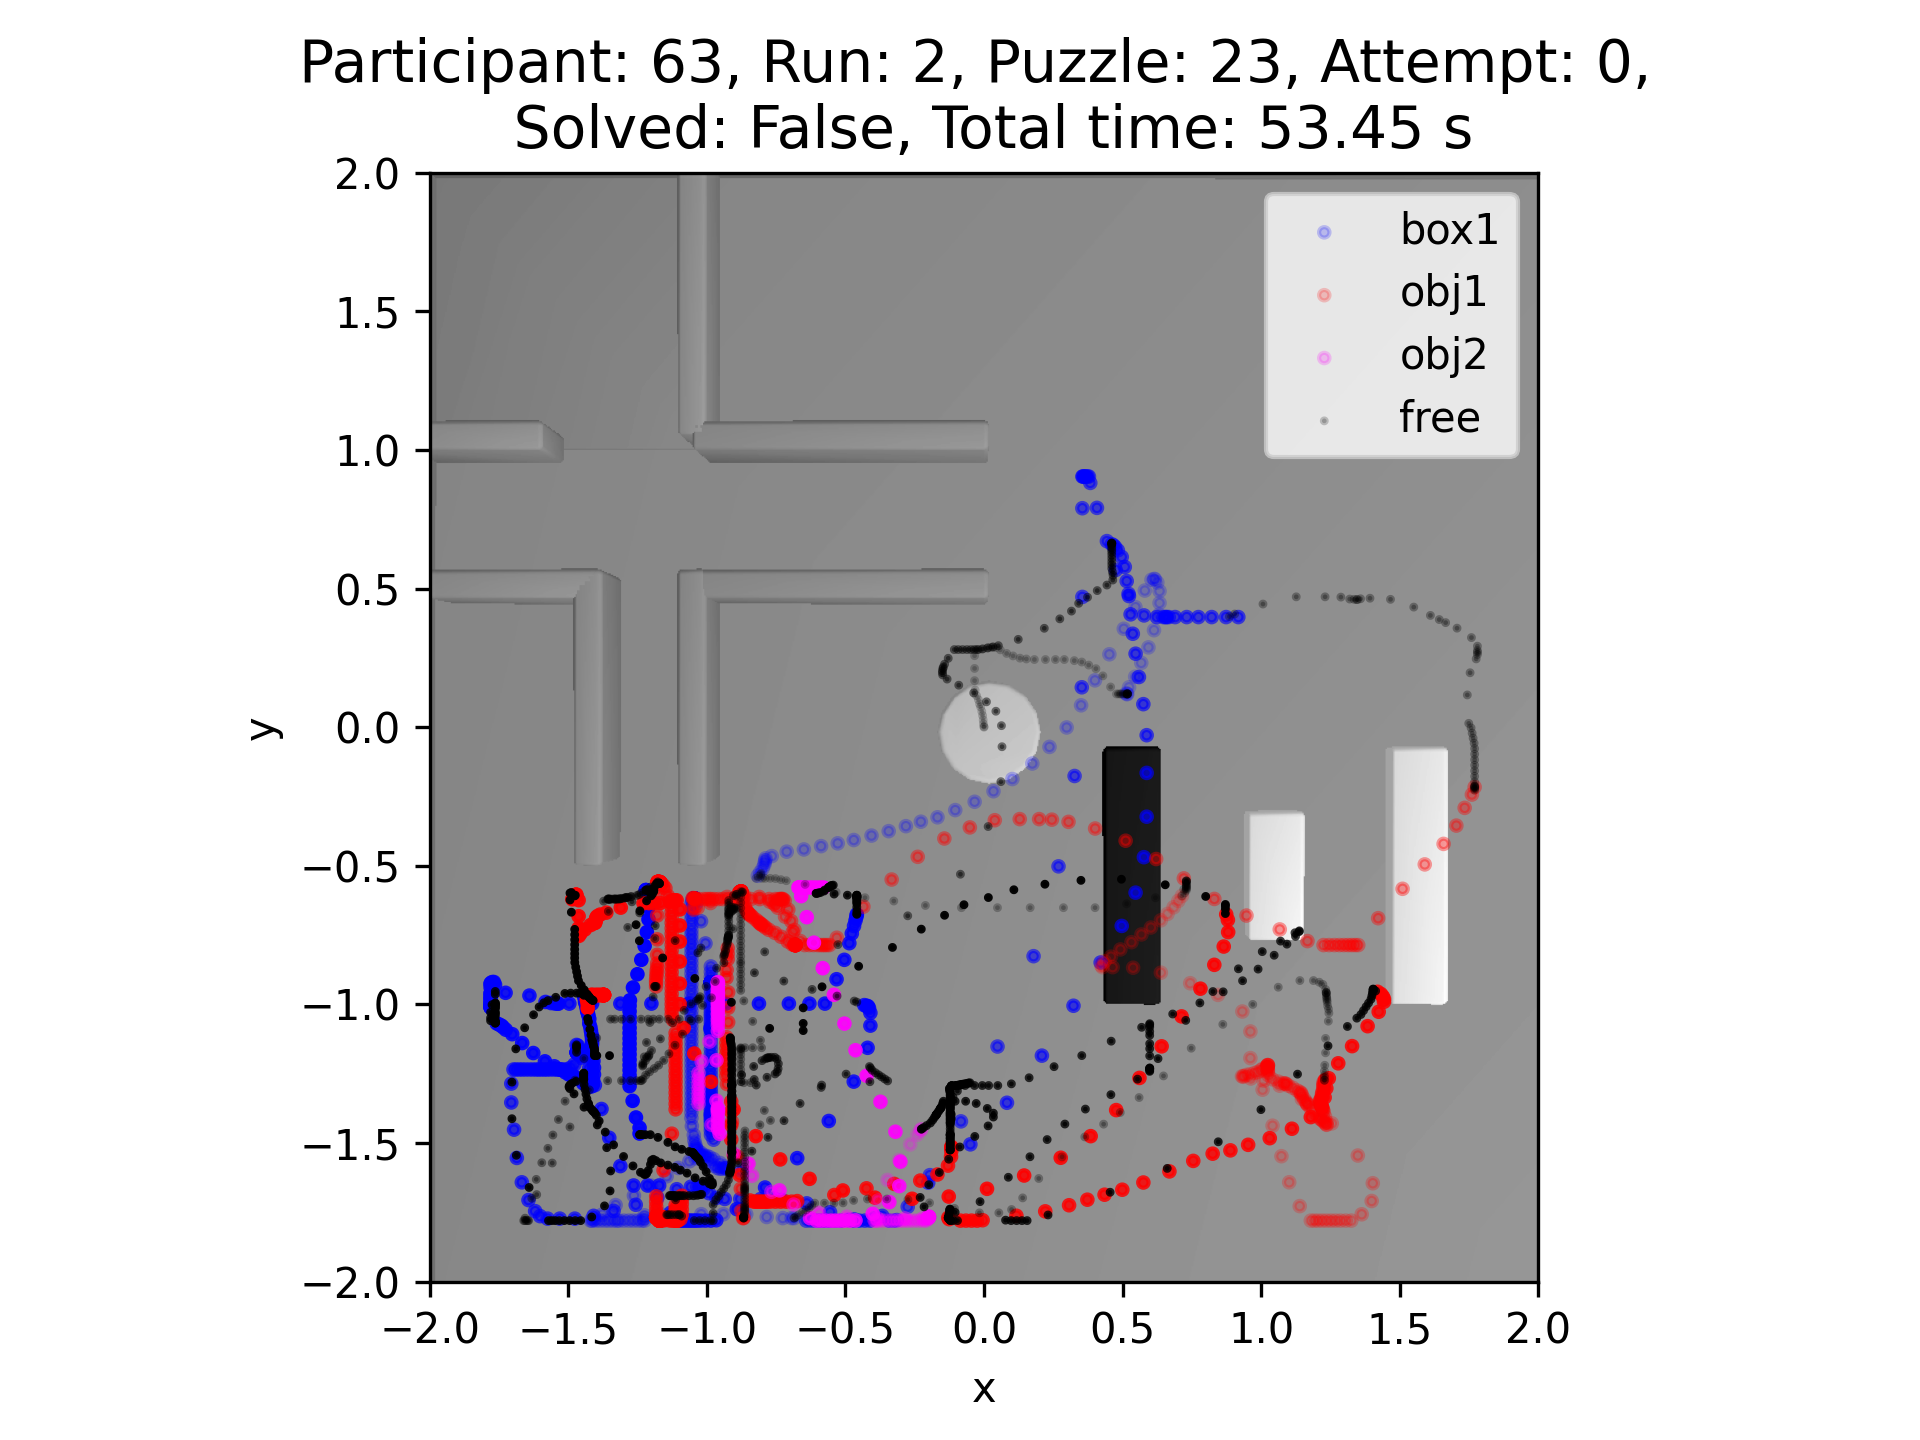 Participant: 63, Run: 2, Puzzle: 23, Attempt: 0,
Solved: False, Total time: 53.45 s
box1
obj1
obj2
free
2.0
1.5
1.0
0.5
0.0
−0.5
−1.0
−1.5
−2.0
y
−2.0 −1.5 −1.0 −0.5 0.0 0.5 1.0 1.5 2.0
x